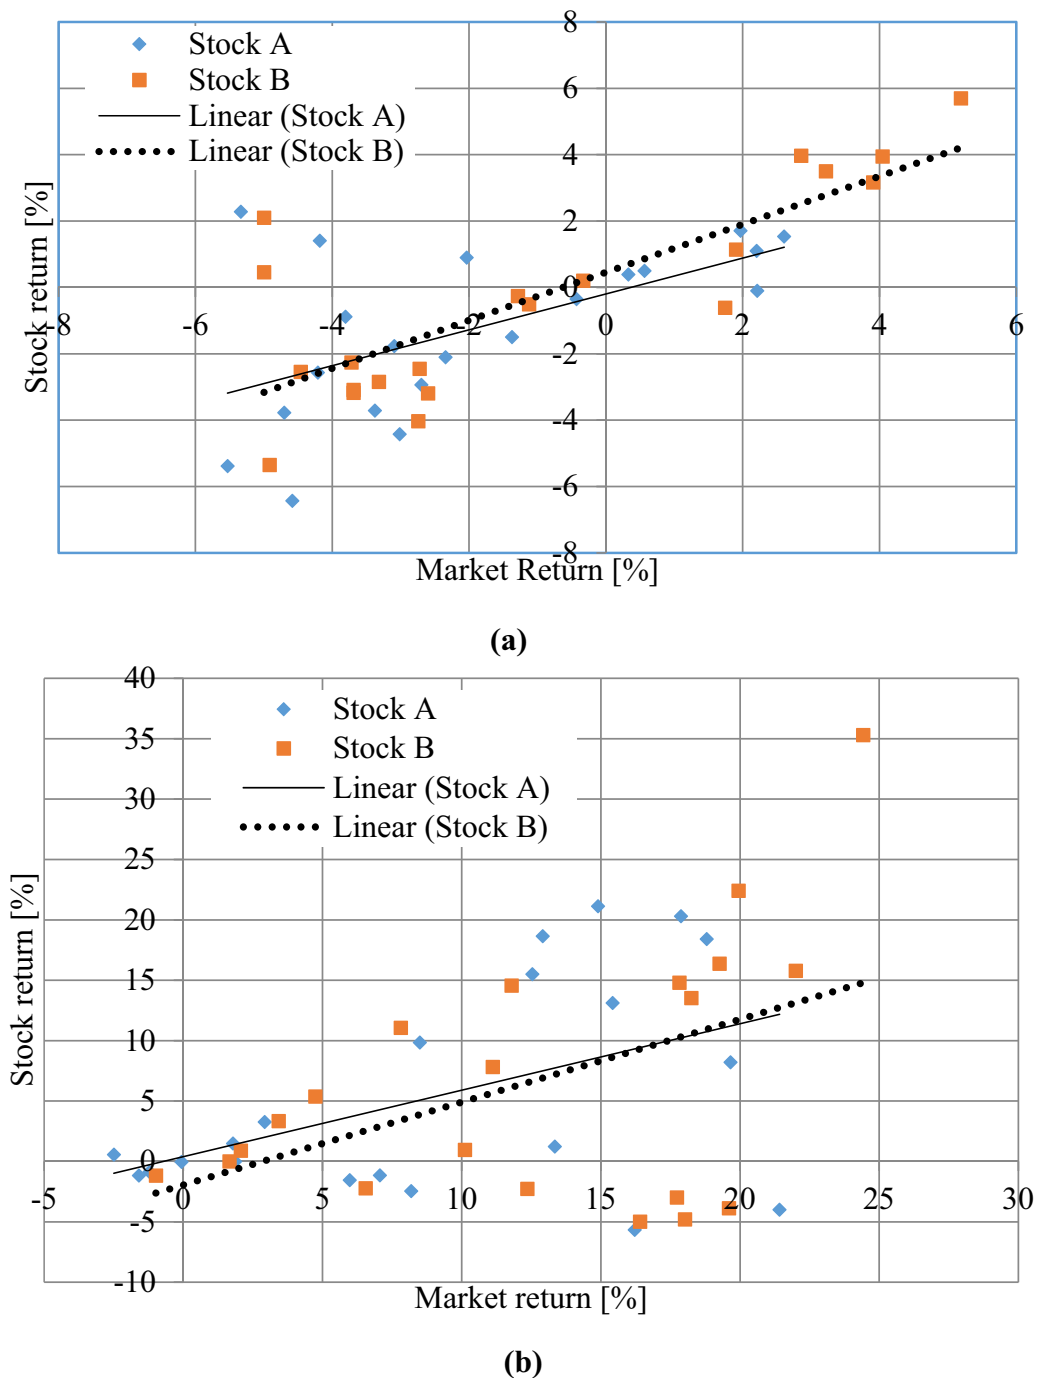 8
Stock A
Stock B
Linear (Stock A)
Linear (Stock B)
6
4
2
0
-2
-4
-6
-8
-8
-6
-4
-2
0
2
4
6
Stock return [%]
Market Return [%]
(a)
40
35
30
25
20
15
10
5
0
-5
-10
Stock A
Stock B
Linear (Stock A)
Linear (Stock B)
-5
0
5
10
15
20
25
30
Stock return [%]
Market return [%]
(b)